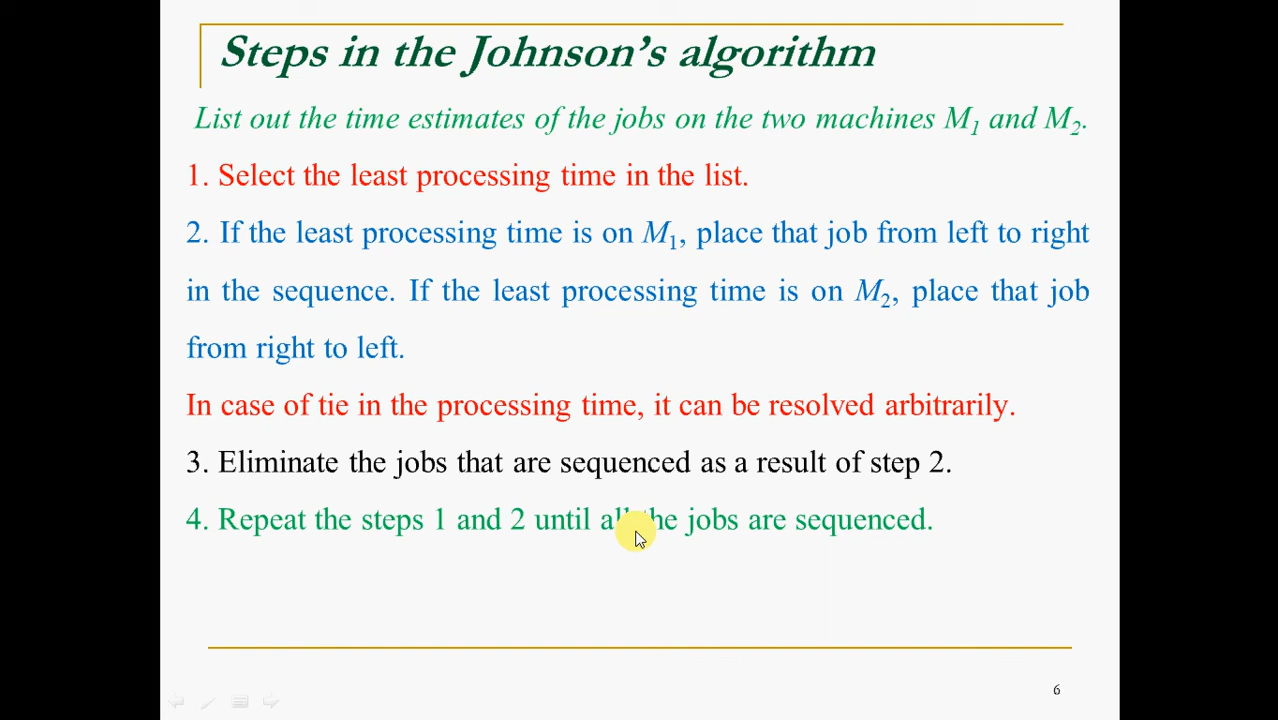 Steps in the Johnson's algorithm
List out the time estimates of the jobs on the two machines M1 and M2.
1. Select the least processing time in the list.
2. If the least processing time is on M1, place that job from left to right
in the sequence. If the least processing time is on M2, place that job
from right to left.
In case of tie in the processing time, it can be resolved arbitrarily.
3. Eliminate the jobs that are sequenced as a result of step 2.
4. Repeat the steps 1 and 2 until all the jobs are sequenced.
6